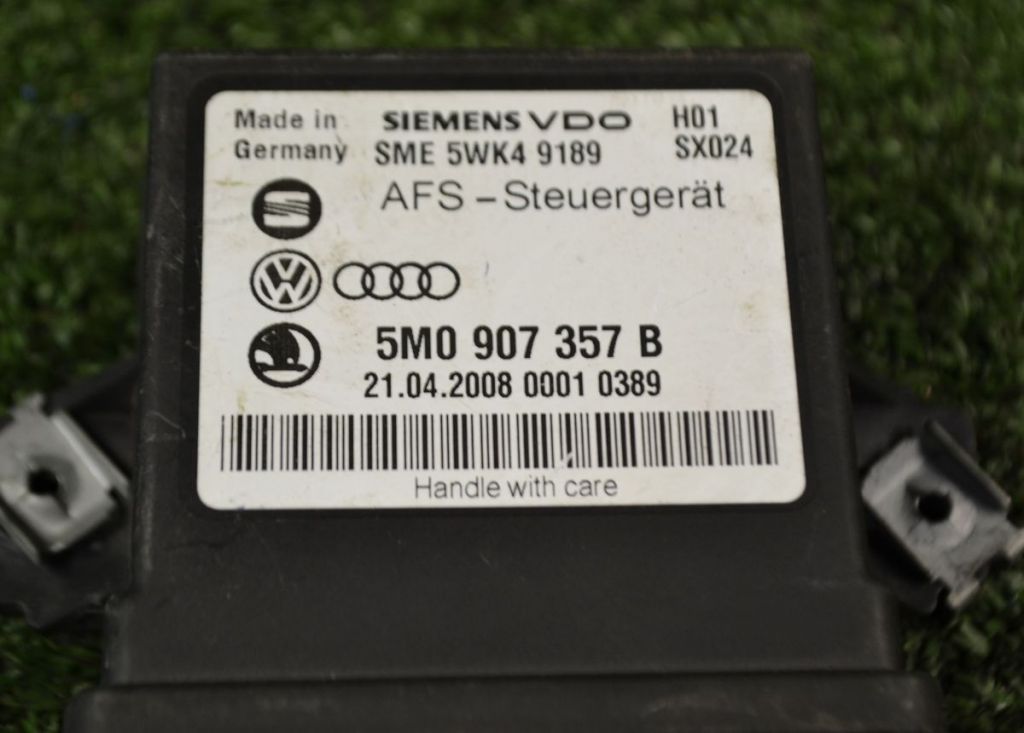 Made in SIEMENS VDO H01
Germany SME 5WK4 9189 SX024
AFS - Steuergerät
5M0 907 357 B
21.04.2008 0001 0389
Handle with care